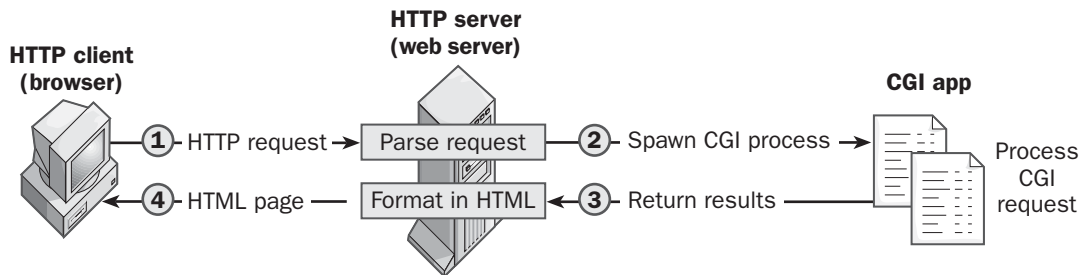 HTTP server
(web server)
HTTP client
(browser)
CGI app
1 HTTP request
Parse request
2 Spawn CGI process
Process
CGI
request
4 HTML page
Format in HTML
3 Return results